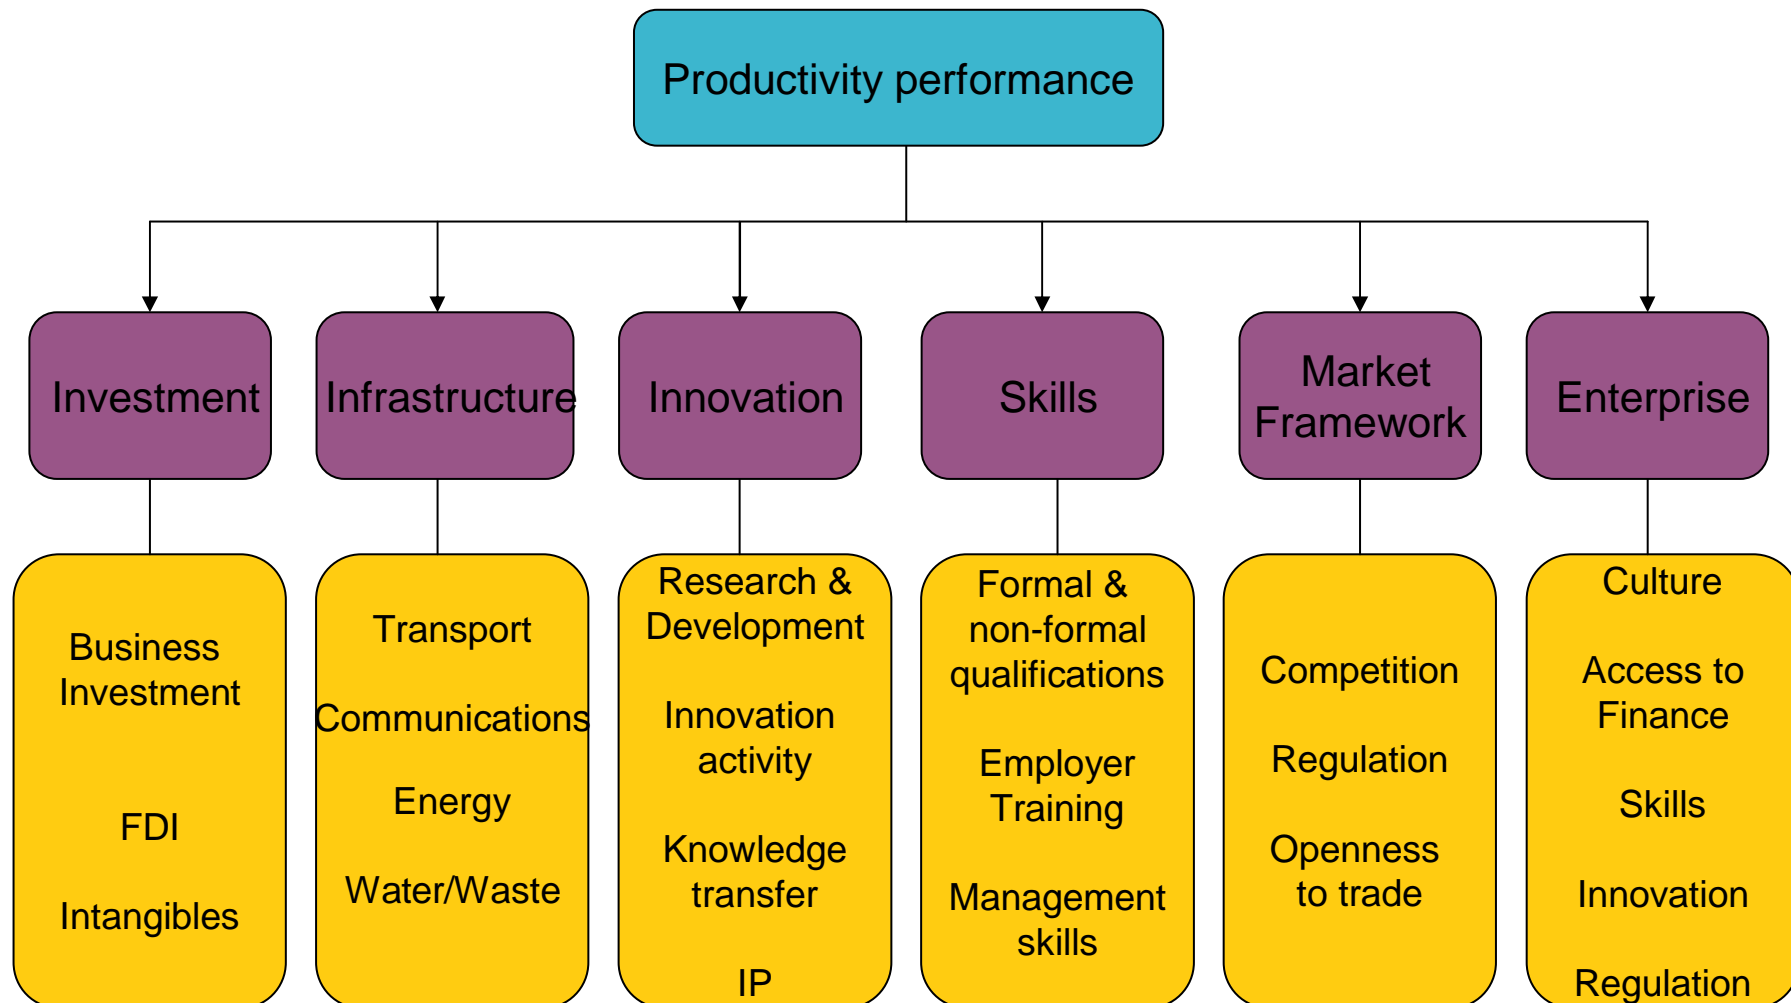 Productivity performance
Investment
Infrastructure
Innovation
Skills
Market
Framework
Enterprise
Business
Investment
FDI
Intangibles
Transport
Communications
Energy
Water/Waste
Research &
Development
Innovation
activity
Knowledge
transfer
IP
Formal &
non-formal
qualifications
Employer
Training
Management
skills
Competition
Regulation
Openness
to trade
Culture
Access to
Finance
Skills
Innovation
Regulation